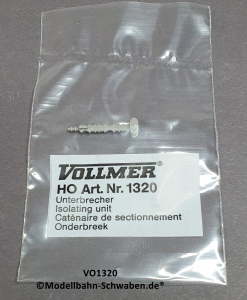 VOLLMER
HO Art. Nr. 1320
Unterbrecher
Isolating unit
Caténaire de sectionnement
Onderbreek
VO1320
©Modellbahn-Schwaben.de®